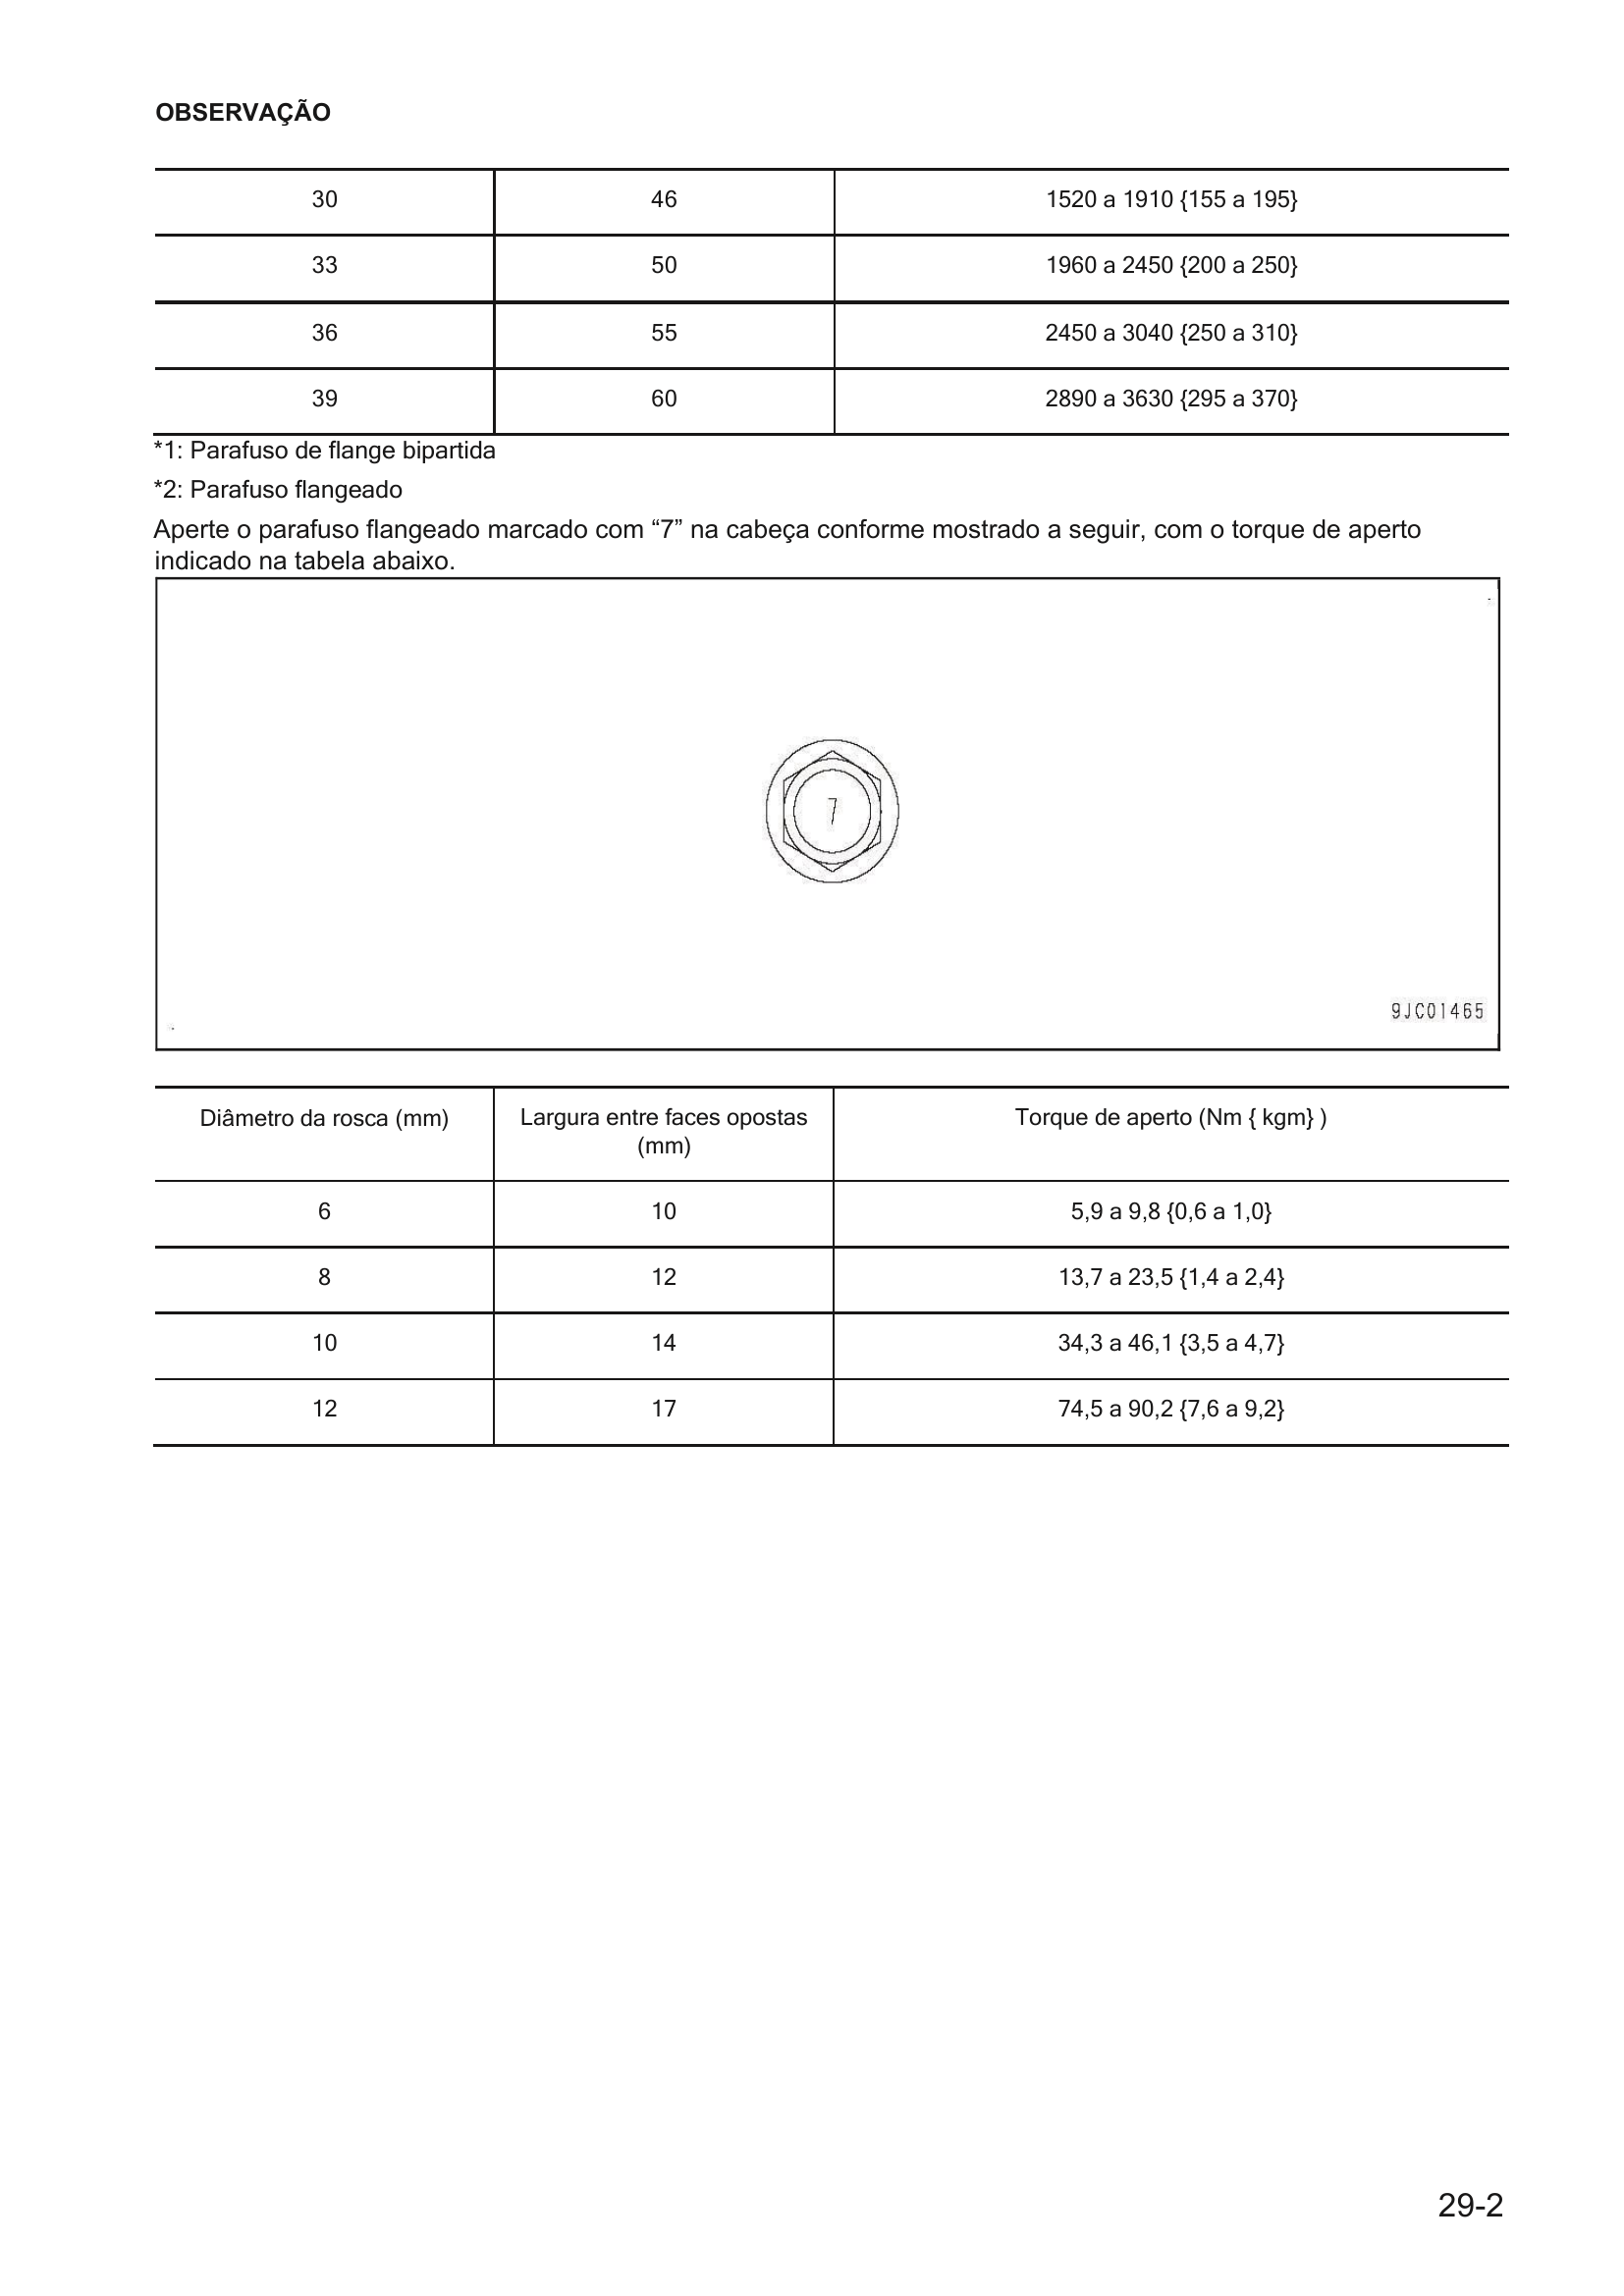 OBSERVAÇÃO
30 46 1520 a 1910 {155 a 195}
33 50 1960 a 2450 {200 a 250}
36 55 2450 a 3040 {250 a 310}
39 60 2890 a 3630 {295 a 370}
*1: Parafuso de flange bipartida
*2: Parafuso flangeado
Aperte o parafuso flangeado marcado com “7” na cabeça conforme mostrado a seguir, com o torque de aperto
indicado na tabela abaixo.
7
9JC01465
Diâmetro da rosca (mm) Largura entre faces opostas Torque de aperto (Nm { kgm} )
(mm)
6 10 5,9 a 9,8 {0,6 a 1,0}
8 12 13,7 a 23,5 {1,4 a 2,4}
10 14 34,3 a 46,1 {3,5 a 4,7}
12 17 74,5 a 90,2 {7,6 a 9,2}
29-2